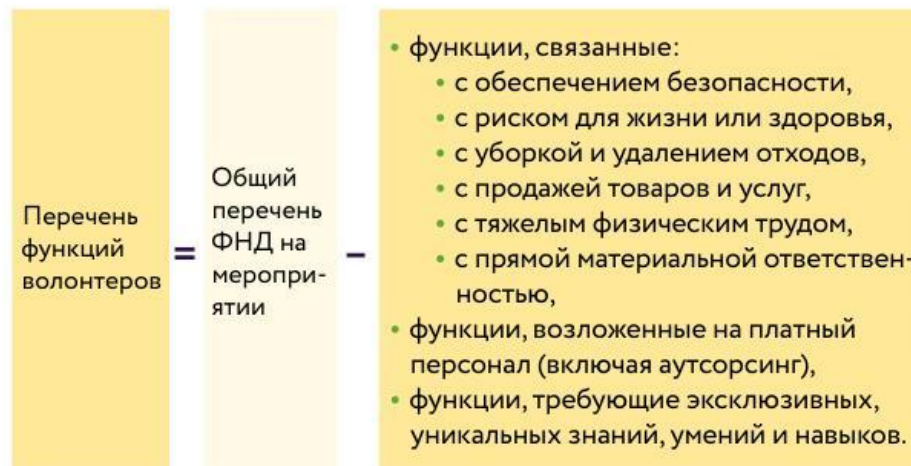 Перечень
функций
волонтеров
=
Общий
перечень
ФНД на
меропри-
ятии
–
• функции, связанные:
• с обеспечением безопасности,
• с риском для жизни или здоровья,
• с уборкой и удалением отходов,
• с продажей товаров и услуг,
• с тяжелым физическим трудом,
• с прямой материальной ответствен-
ностью,
• функции, возложенные на платный
персонал (включая аутсорсинг),
• функции, требующие эксклюзивных,
уникальных знаний, умений и навыков.